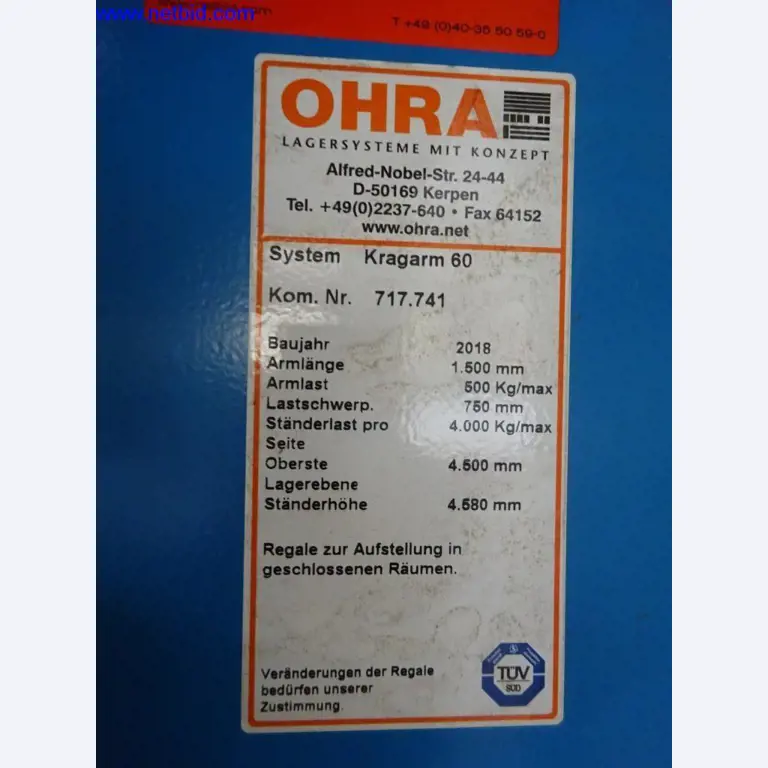 www.netbid.com
T +49 (0)40-35 50 59-0
OHRA
LAGERSYSTEME MIT KONZEPT
Alfred-Nobel-Str. 24-44
D-50169 Kerpen
Tel. +49(0)2237-640 • Fax 64152
www.ohra.net
System Kragarm 60
Kom. Nr. 717.741
Baujahr 2018
Armlänge 1.500 mm
Armlast 500 Kg/max
Lastschwerp. 750 mm
Ständerlast pro 4.000 Kg/max
Seite
Oberste 4.500 mm
Lagerebene
Ständerhöhe 4.580 mm
Regale zur Aufstellung in
geschlossenen Räumen.
Veränderungen der Regale
bedürfen unserer
Zustimmung.
TÜV
SÜD